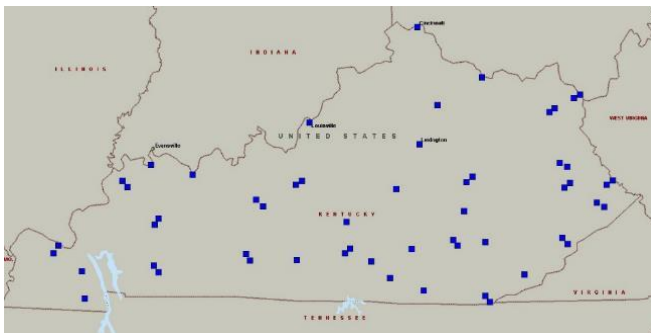 Cincinnati
INDIANA
ILLINOIS
WEST VIRGINIA
Louisville
UNITED STATES
Lexington
Evansville
KENTUCKY
VIRGINIA
TENNESSEE